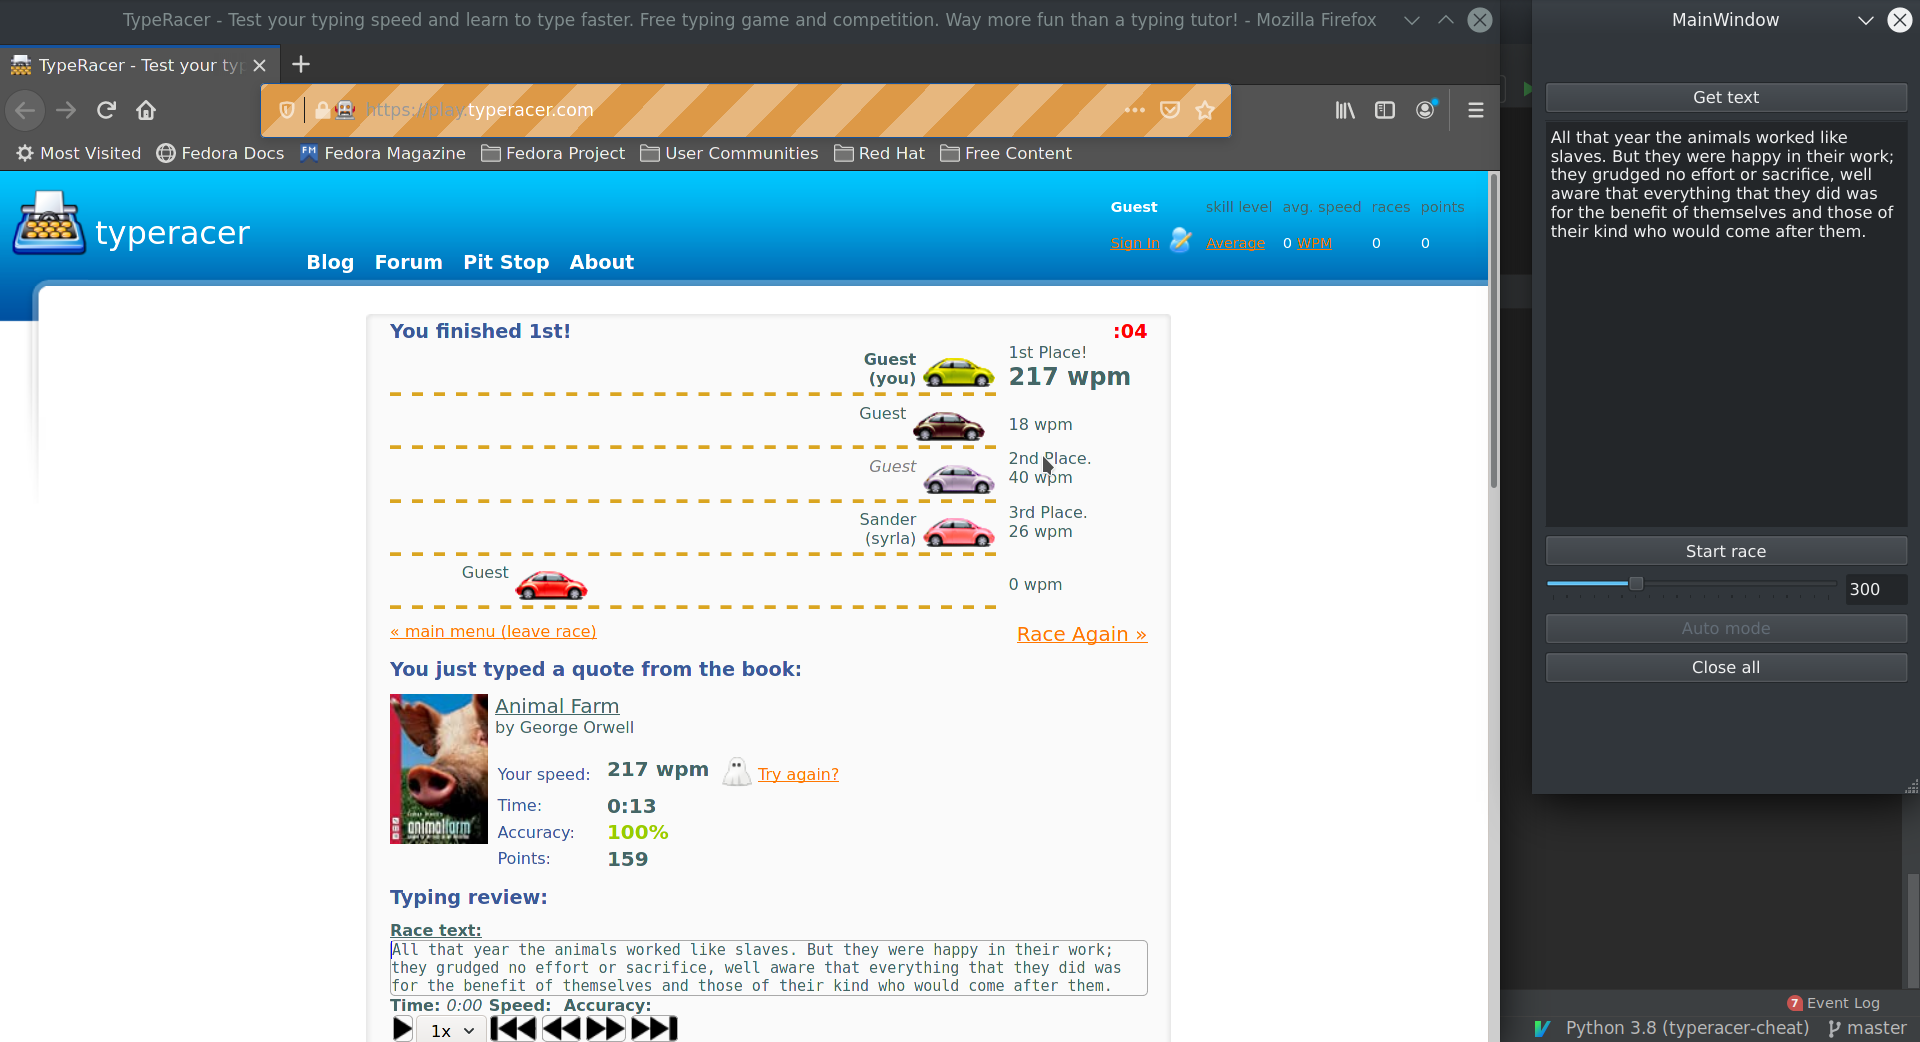 TypeRacer - Test your typing speed and learn to type faster. Free typing game and competition. Way more fun than a typing tutor! - Mozilla Firefox
TypeRacer - Test your typ
https://play.typeracer.com
Most Visited
Fedora Docs
FM Fedora Magazine
Fedora Project
User Communities
Red Hat
Free Content
typeracer
Blog Forum Pit Stop About
Guest skill level avg. speed races points
Sign In Average 0 WPM 0 0
You finished 1st! :04
Guest (you)
1st Place!
217 wpm
Guest
18 wpm
Guest
2nd Place.
40 wpm
Sander (syrla)
3rd Place.
26 wpm
Guest
0 wpm
« main menu (leave race) Race Again »
You just typed a quote from the book:
animalfarm
Animal Farm
by George Orwell
Your speed: 217 wpm Try again?
Time: 0:13
Accuracy: 100%
Points: 159
Typing review:
Race text:
All that year the animals worked like slaves. But they were happy in their work;
they grudged no effort or sacrifice, well aware that everything that they did was
for the benefit of themselves and those of their kind who would come after them.
Time: 0:00 Speed: Accuracy:
1x
MainWindow
Get text
All that year the animals worked like
slaves. But they were happy in their work;
they grudged no effort or sacrifice, well
aware that everything that they did was
for the benefit of themselves and those of
their kind who would come after them.
Start race
300
Auto mode
Close all
7 Event Log
Python 3.8 (typeracer-cheat) master